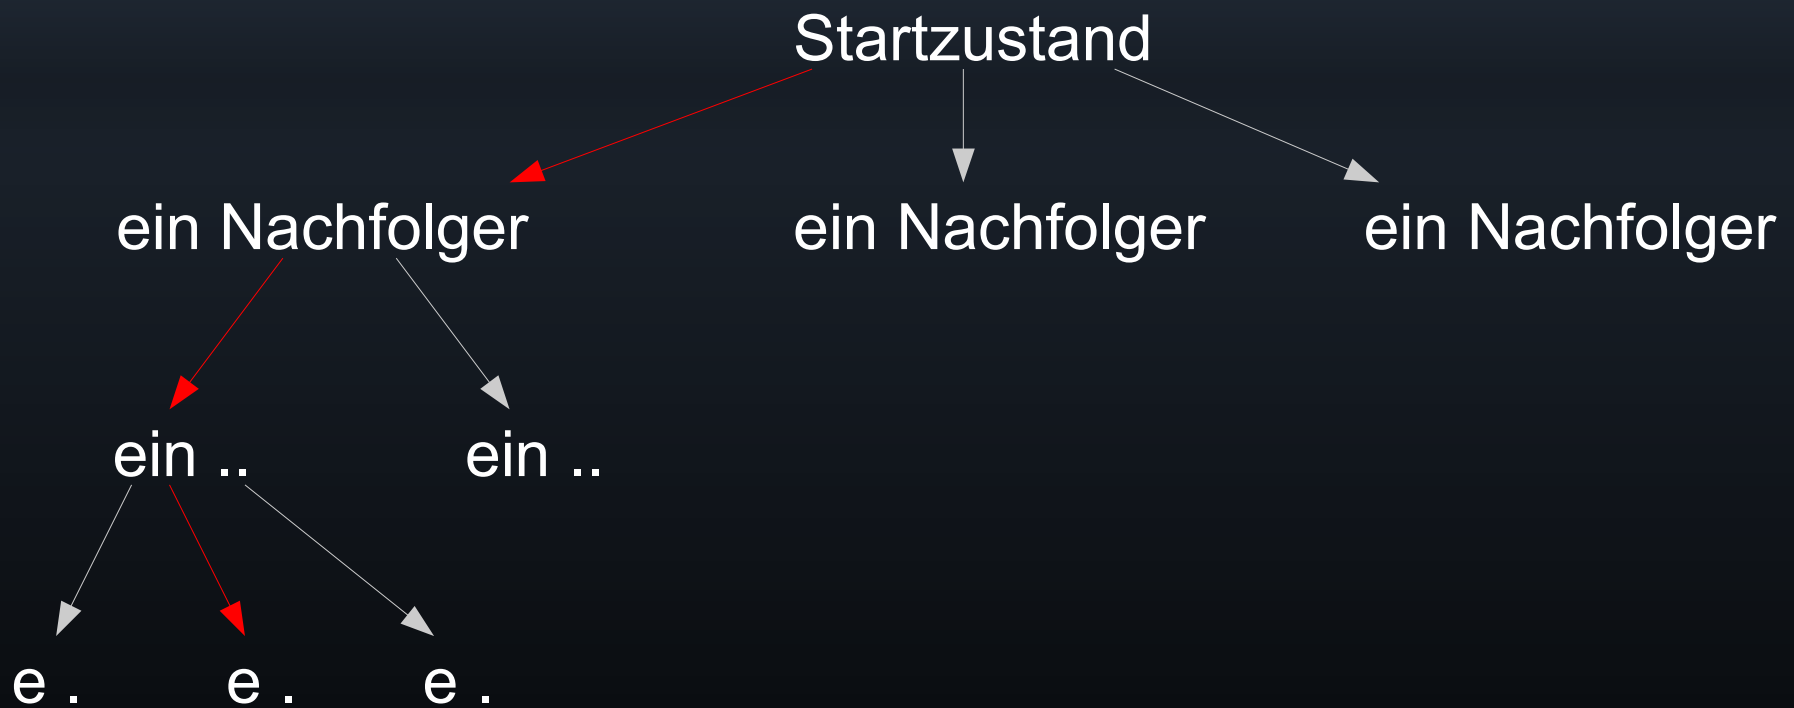 Startzustand
ein Nachfolger ein Nachfolger ein Nachfolger
ein .. ein ..
e . e . e .